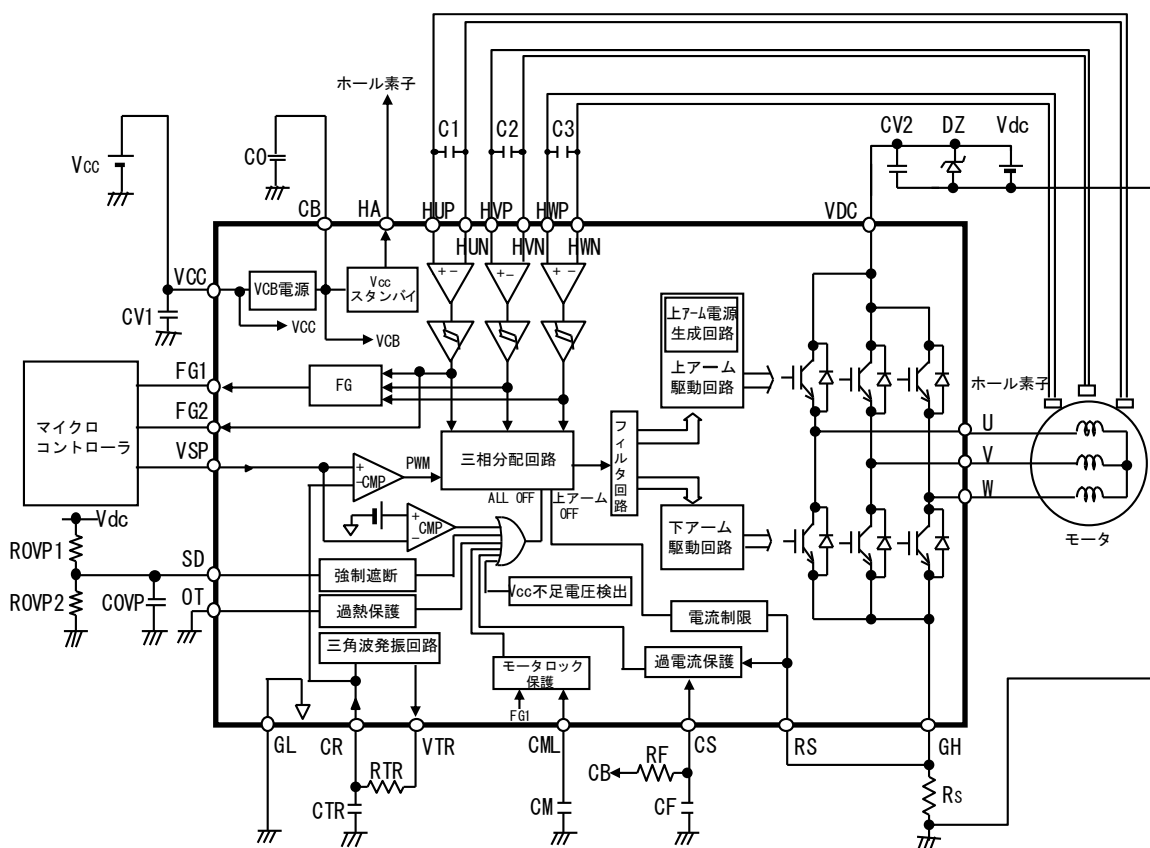 ホール素子
C1
C2
C3
CV2
DZ
Vdc
VCC
C0
CB
HA
HUP
HVP
HWP
HUN
HVN
HWN
VDC
VCC
VCB電源
Vcc
スタンバイ
+-
+-
+-
CV1
VCC
VCB
上アーム電源
生成回路
上アーム
駆動回路
FG1
FG
FG2
マイクロ
コントローラ
VSP
PWM
三相分配回路
フィルタ回路
ホール素子
U
V
W
+
-CMP
ALL OFF
上アーム
OFF
Vdc
+
CMP
-
下アーム
駆動回路
モータ
ROVP1
SD
強制遮断
Vcc不足電圧検出
ROVP2
COVP
OT
過熱保護
電流制限
三角波発振回路
モータロック
保護
過電流保護
FG1
GL
CR
VTR
CML
CS
RS
GH
RTR
CB
RF
CTR
CM
CF
Rs